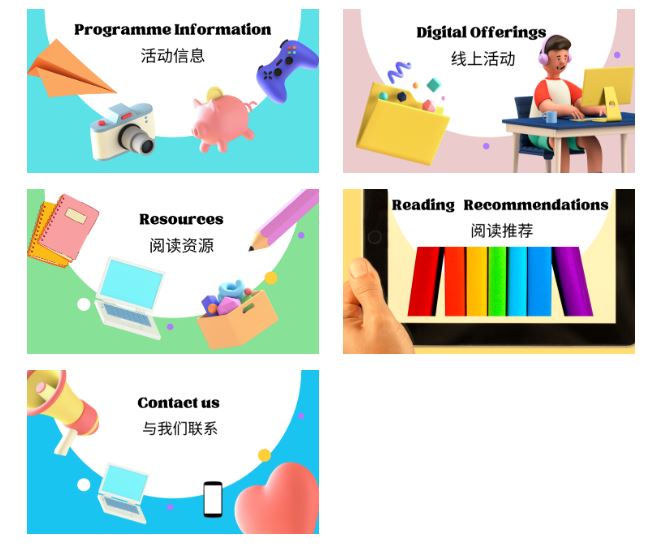 Programme Information
活动信息
Digital Offerings
线上活动
Resources
阅读资源
Reading Recommendations
阅读推荐
Contact us
与我们联系